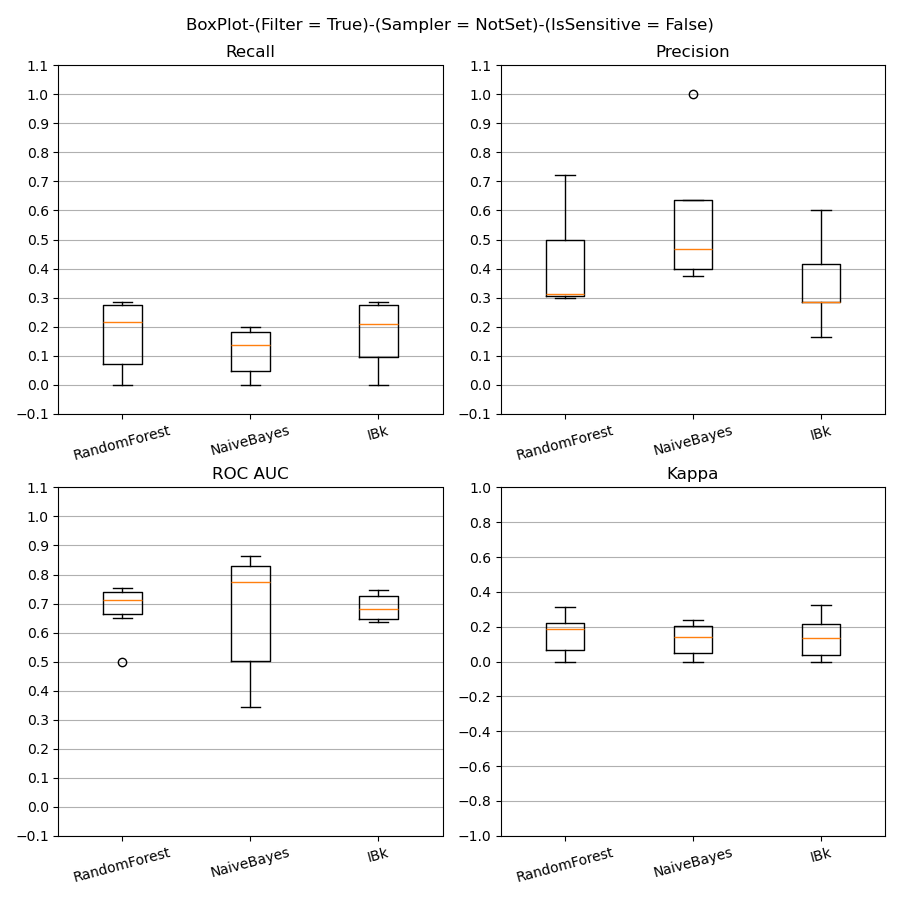 BoxPlot-(Filter = True)-(Sampler = NotSet)-(IsSensitive = False)
Recall
1.1
1.0
0.9
0.8
0.7
0.6
0.5
0.4
0.3
0.2
0.1
0.0
−0.1
RandomForest
NaiveBayes
IBk
Precision
1.1
1.0
0.9
0.8
0.7
0.6
0.5
0.4
0.3
0.2
0.1
0.0
−0.1
RandomForest
NaiveBayes
IBk
ROC AUC
1.1
1.0
0.9
0.8
0.7
0.6
0.5
0.4
0.3
0.2
0.1
0.0
−0.1
RandomForest
NaiveBayes
IBk
Kappa
1.0
0.8
0.6
0.4
0.2
0.0
−0.2
−0.4
−0.6
−0.8
−1.0
RandomForest
NaiveBayes
IBk